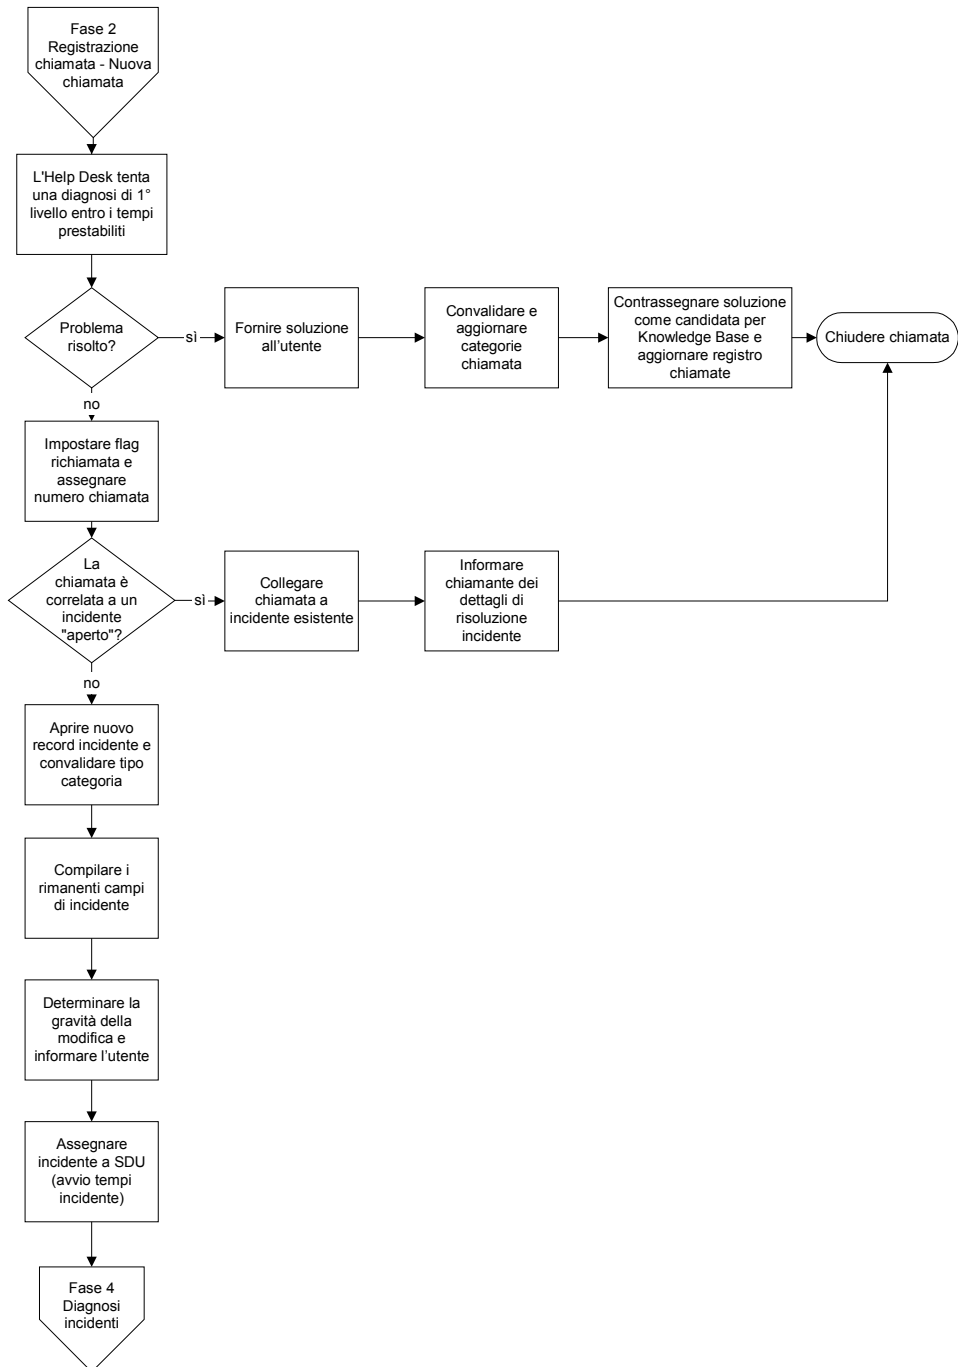 Fase 2
Registrazione
chiamata - Nuova
chiamata
L'Help Desk tenta
una diagnosi di 1°
livello entro i tempi
prestabiliti
Problema
risolto?
sì
Fornire soluzione
all'utente
Convalidare e
aggiornare
categorie
chiamata
Contrassegnare soluzione
come candidata per
Knowledge Base e
aggiornare registro
chiamate
Chiudere chiamata
no
Impostare flag
richiamata e
assegnare
numero chiamata
La
chiamata è
correlata a un
incidente
"aperto"?
sì
Collegare
chiamata a
incidente esistente
Informare
chiamante dei
dettagli di
risoluzione
incidente
no
Aprire nuovo
record incidente e
convalidare tipo
categoria
Compilare i
rimanenti campi
di incidente
Determinare la
gravità della
modifica e
informare l'utente
Assegnare
incidente a SDU
(avvio tempi
incidente)
Fase 4
Diagnosi
incidenti